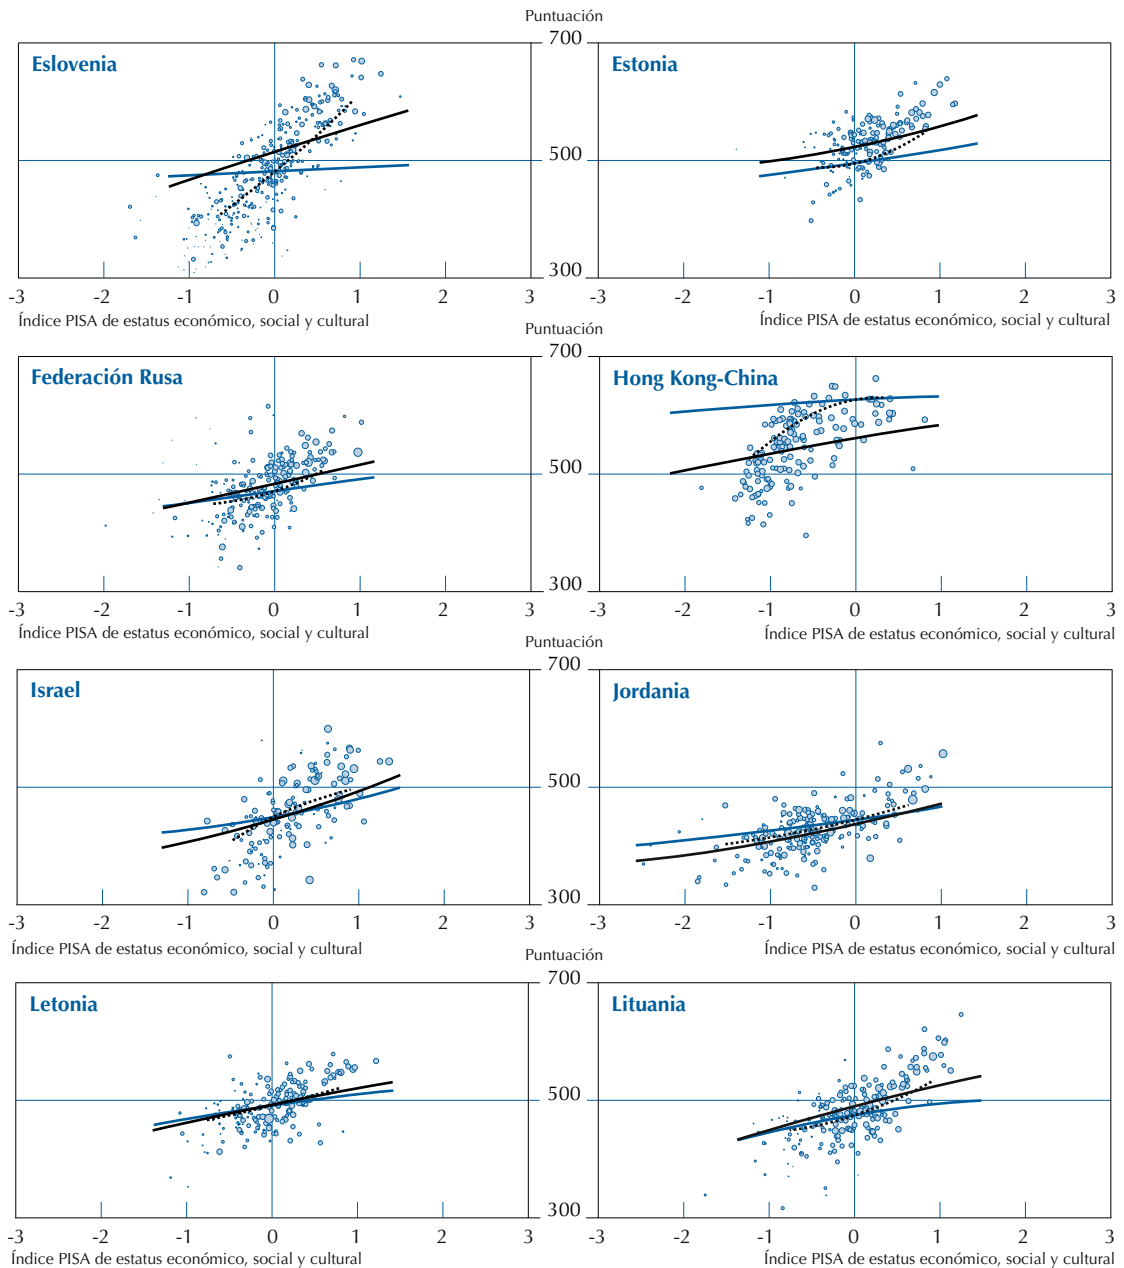 Puntuación
700
Eslovenia
Estonia
500
300
-3 -2 -1 0 1 2 3
-3 -2 -1 0 1 2 3
Índice PISA de estatus económico, social y cultural
Índice PISA de estatus económico, social y cultural
Puntuación
700
Federación Rusa
Hong Kong-China
500
300
-3 -2 -1 0 1 2 3
-3 -2 -1 0 1 2 3
Índice PISA de estatus económico, social y cultural
Índice PISA de estatus económico, social y cultural
Puntuación
700
Israel
Jordania
500
300
-3 -2 -1 0 1 2 3
-3 -2 -1 0 1 2 3
Índice PISA de estatus económico, social y cultural
Índice PISA de estatus económico, social y cultural
Puntuación
700
Letonia
Lituania
500
300
-3 -2 -1 0 1 2 3
-3 -2 -1 0 1 2 3
Índice PISA de estatus económico, social y cultural
Índice PISA de estatus económico, social y cultural